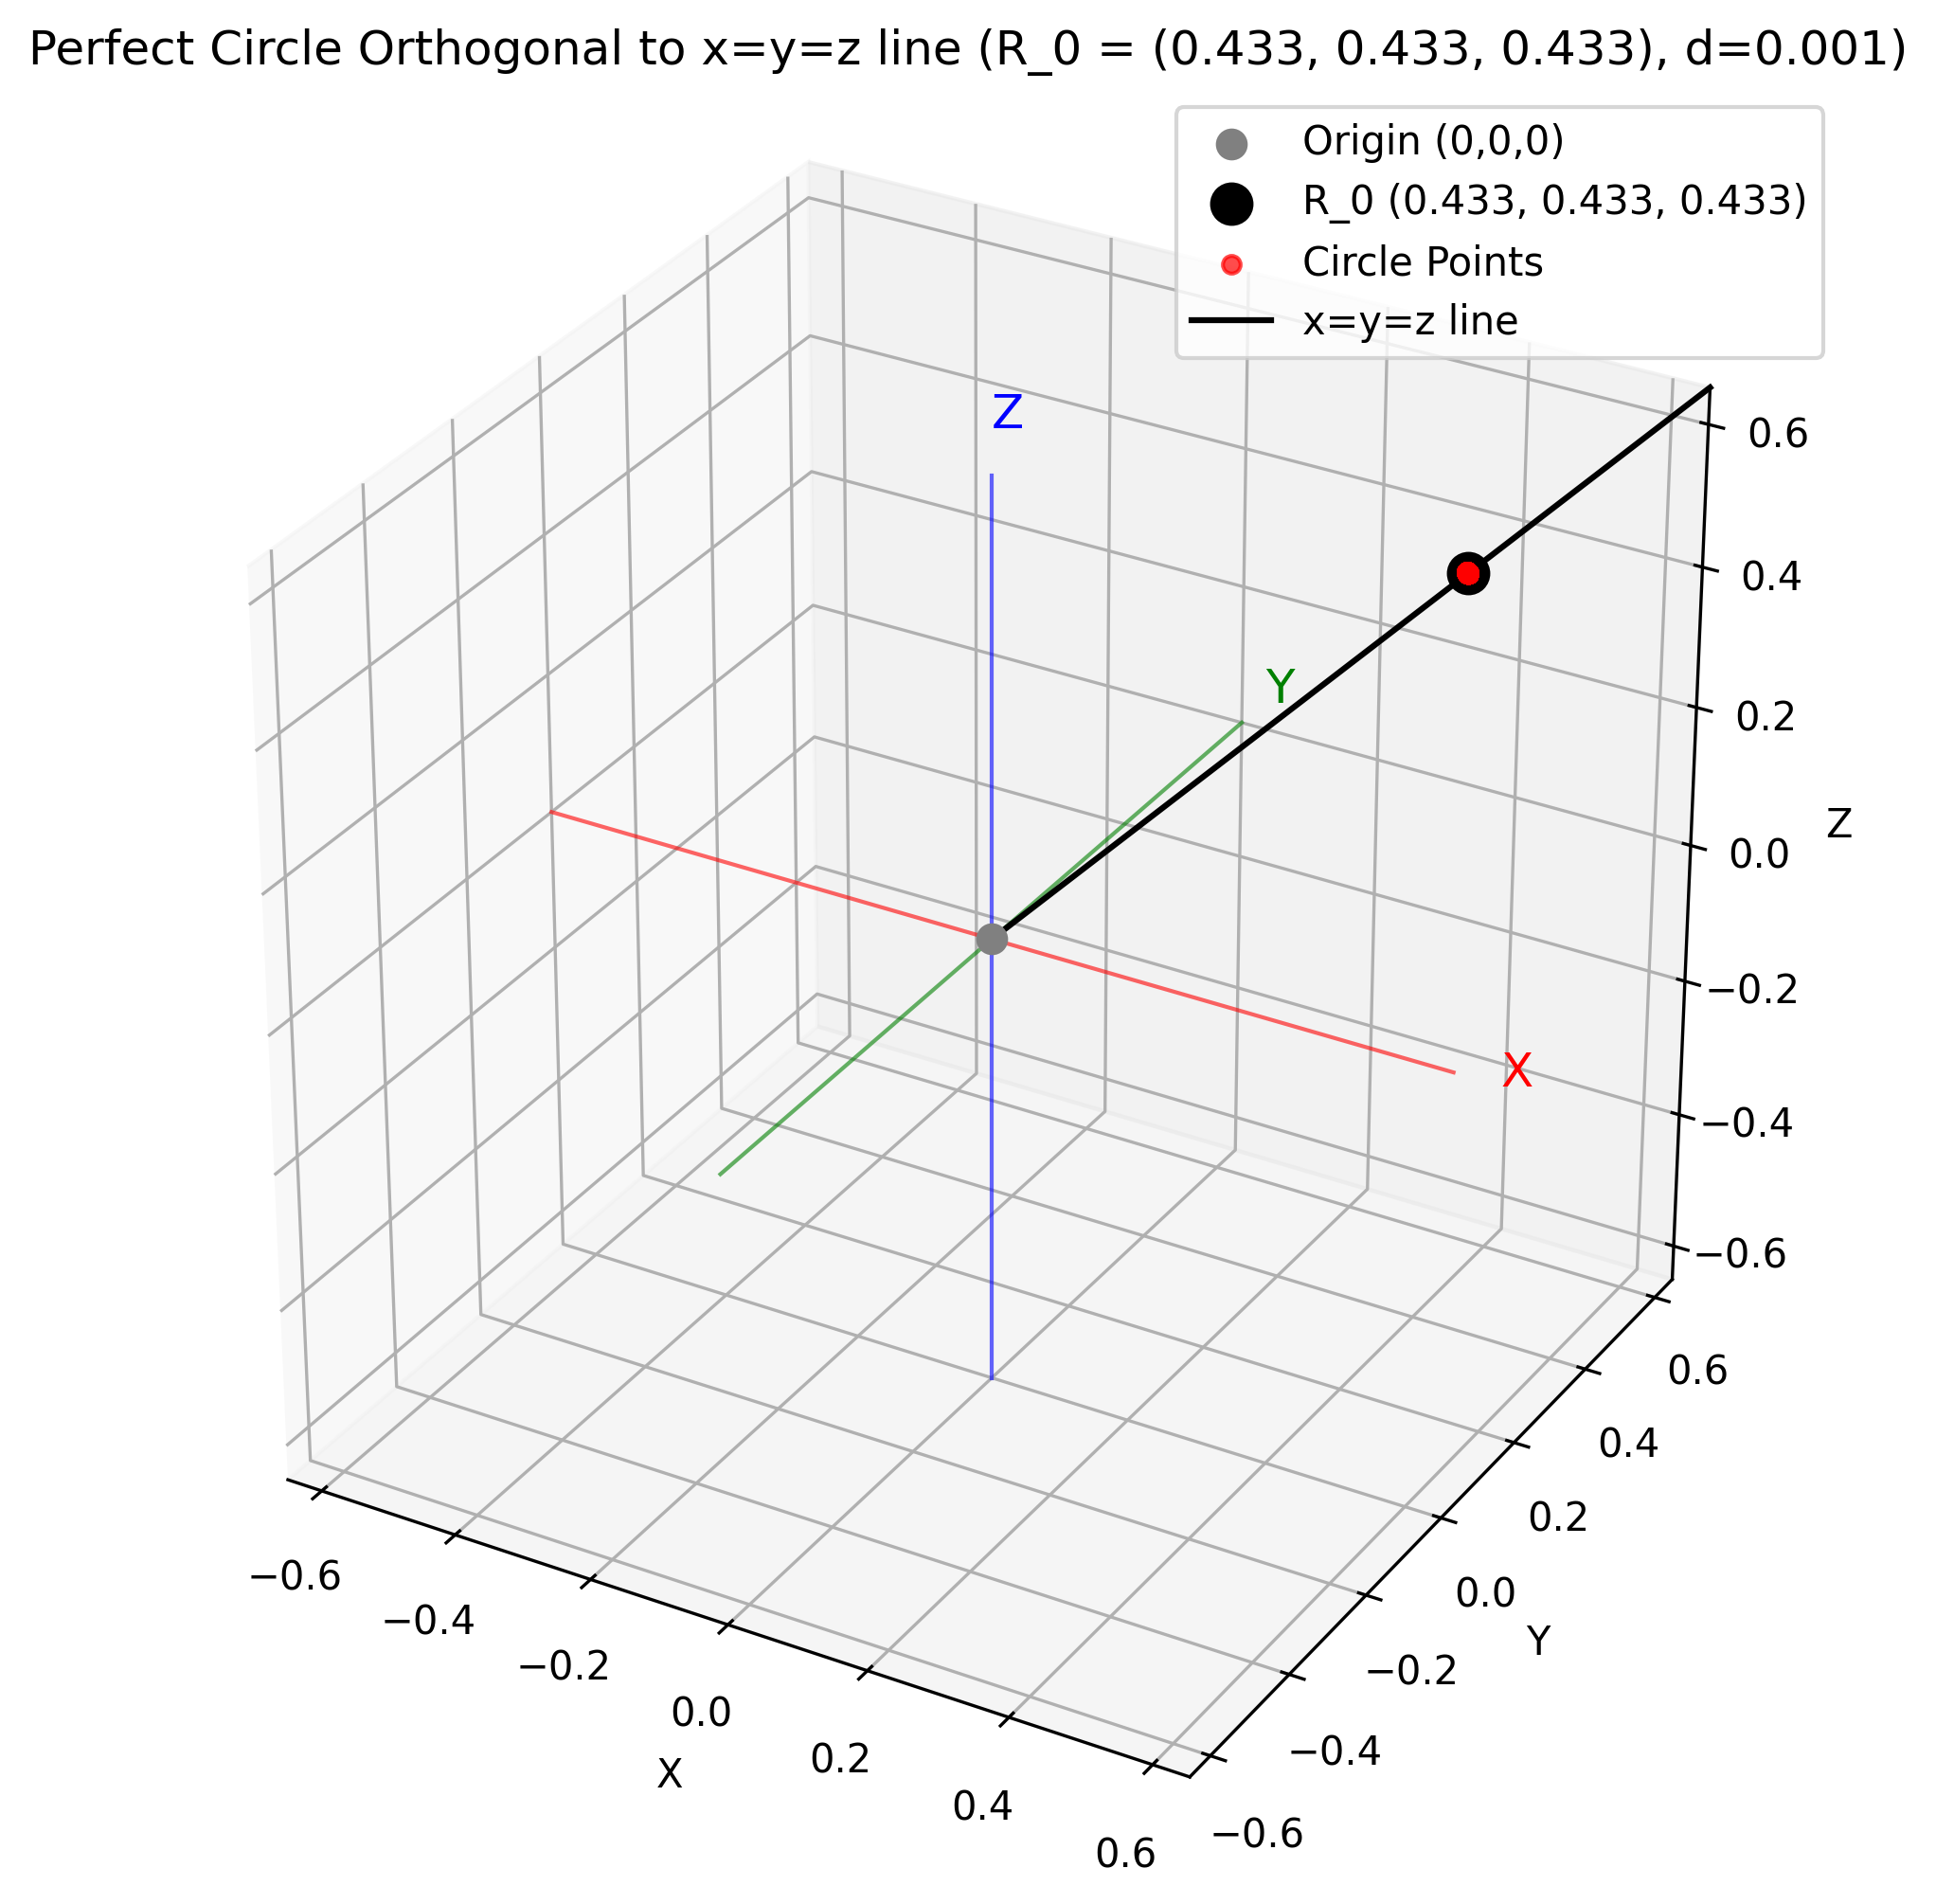 Perfect Circle Orthogonal to x=y=z line (R_0 = (0.433, 0.433, 0.433), d=0.001)
Origin (0,0,0)
R_0 (0.433, 0.433, 0.433)
Circle Points
x=y=z line
Z
Y
X
0.6
0.4
0.2
0.0
−0.2
−0.4
−0.6
Z
−0.6
−0.4
−0.2
0.0
0.2
0.4
0.6
X
0.6
0.4
0.2
0.0
−0.2
−0.4
−0.6
Y